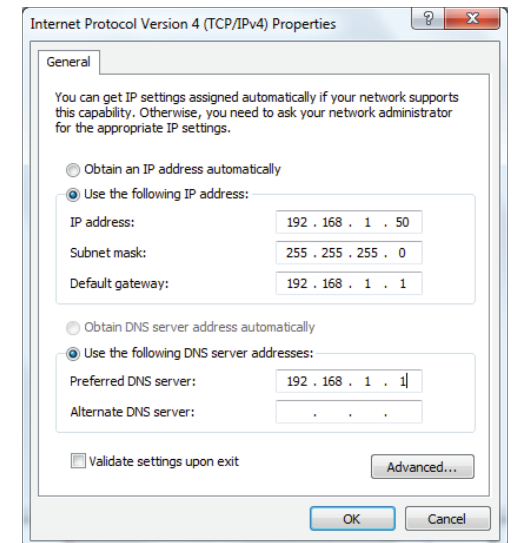 Internet Protocol Version 4 (TCP/IPv4) Properties
General
You can get IP settings assigned automatically if your network supports
this capability. Otherwise, you need to ask your network administrator
for the appropriate IP settings.
Obtain an IP address automatically
Use the following IP address:
IP address: 192 . 168 . 1 . 50
Subnet mask: 255 . 255 . 255 . 0
Default gateway: 192 . 168 . 1 . 1
Obtain DNS server address automatically
Use the following DNS server addresses:
Preferred DNS server: 192 . 168 . 1 . 1
Alternate DNS server: . . .
Validate settings upon exit
Advanced...
OK Cancel